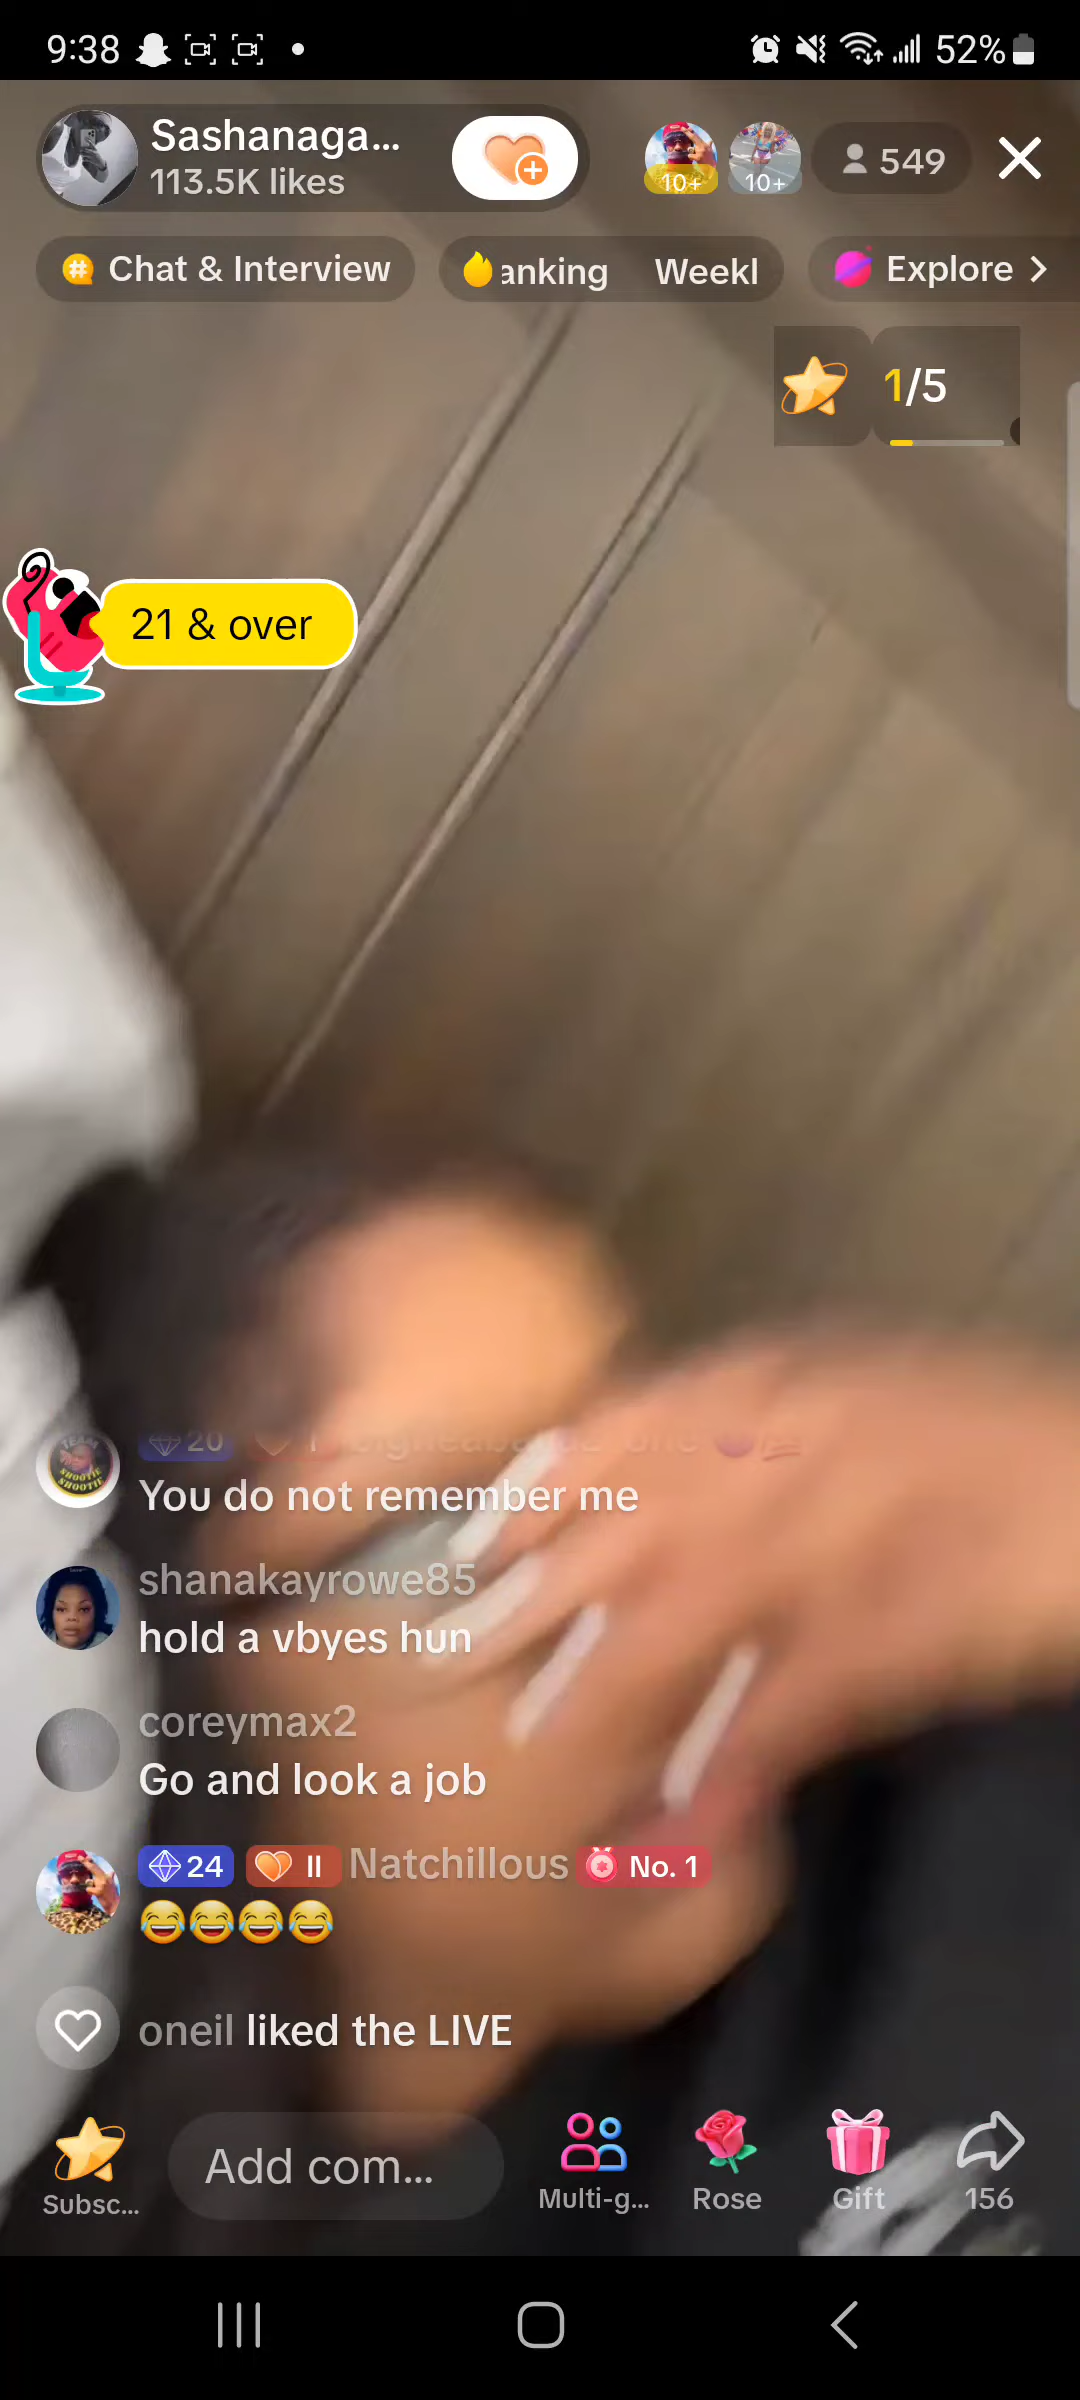 9:38
52%
Sashanaga...
113.5K likes
10+
10+
549
Chat & Interview
anking Weekl
Explore
1/5
21 & over
20
You do not remember me
shanakayrowe85
hold a vbyes hun
coreymax2
Go and look a job
24 II Natchillous No. 1
😂😂😂😂
oneil liked the LIVE
Subsc...
Add com...
Multi-g...
Rose
Gift
156